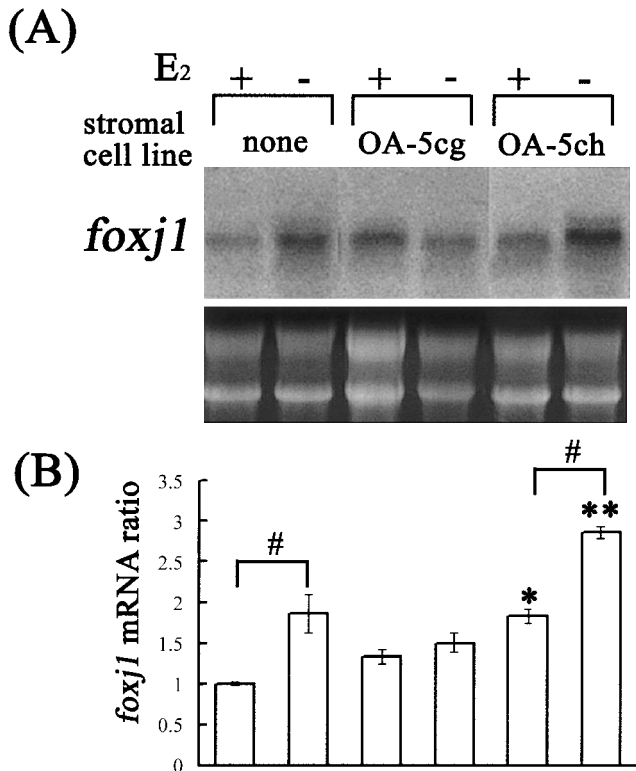 (A)
E2 + - + - + -
stromal cell line none OA-5cg OA-5ch
foxj1
(B)
foxj1 mRNA ratio
3.5
3
2.5
2
1.5
1
0.5
0
#
#
*
**